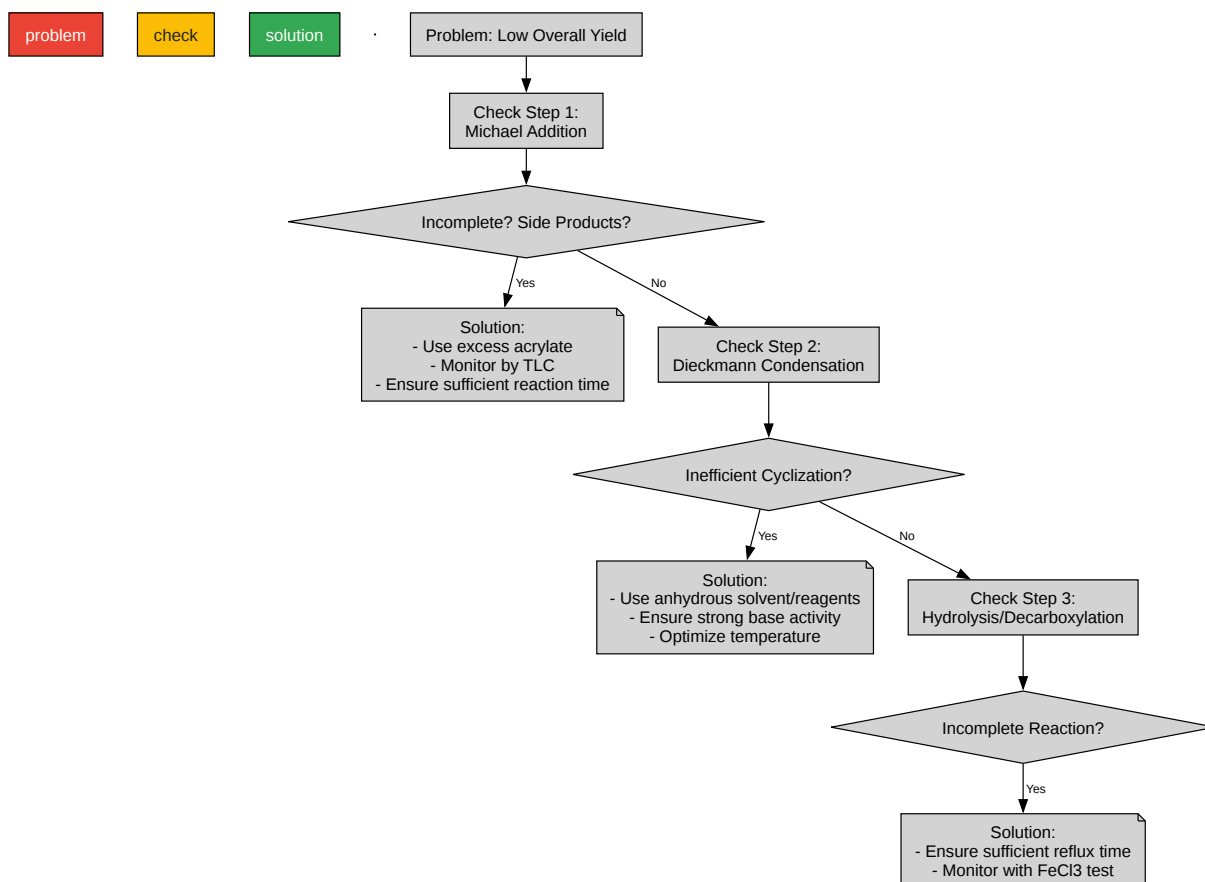 problem
check
solution
.
Problem: Low Overall Yield
Check Step 1:
Michael Addition
Incomplete? Side Products?
Yes
No
Solution:
- Use excess acrylate
- Monitor by TLC
- Ensure sufficient reaction time
Check Step 2:
Dieckmann Condensation
Inefficient Cyclization?
Yes
No
Solution:
- Use anhydrous solvent/reagents
- Ensure strong base activity
- Optimize temperature
Check Step 3:
Hydrolysis/Decarboxylation
Incomplete Reaction?
Yes
Solution:
- Ensure sufficient reflux time
- Monitor with FeCl3 test